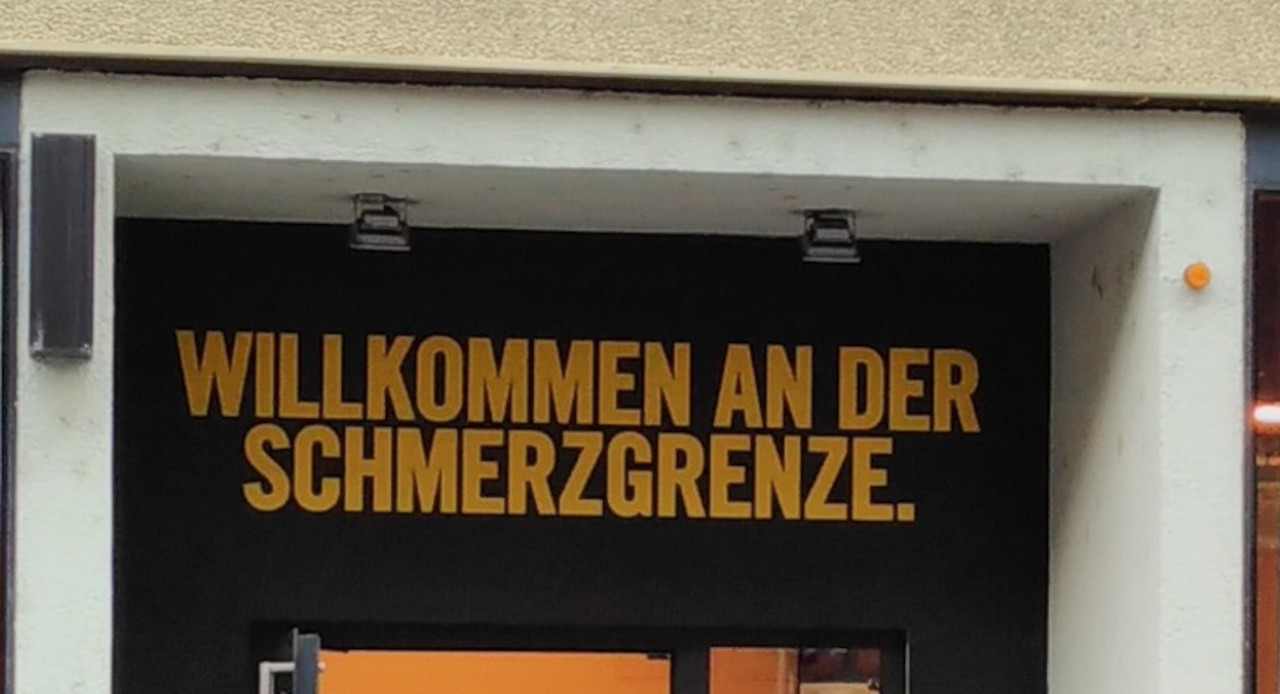 WILLKOMMEN AN DER
SCHMERZGRENZE.